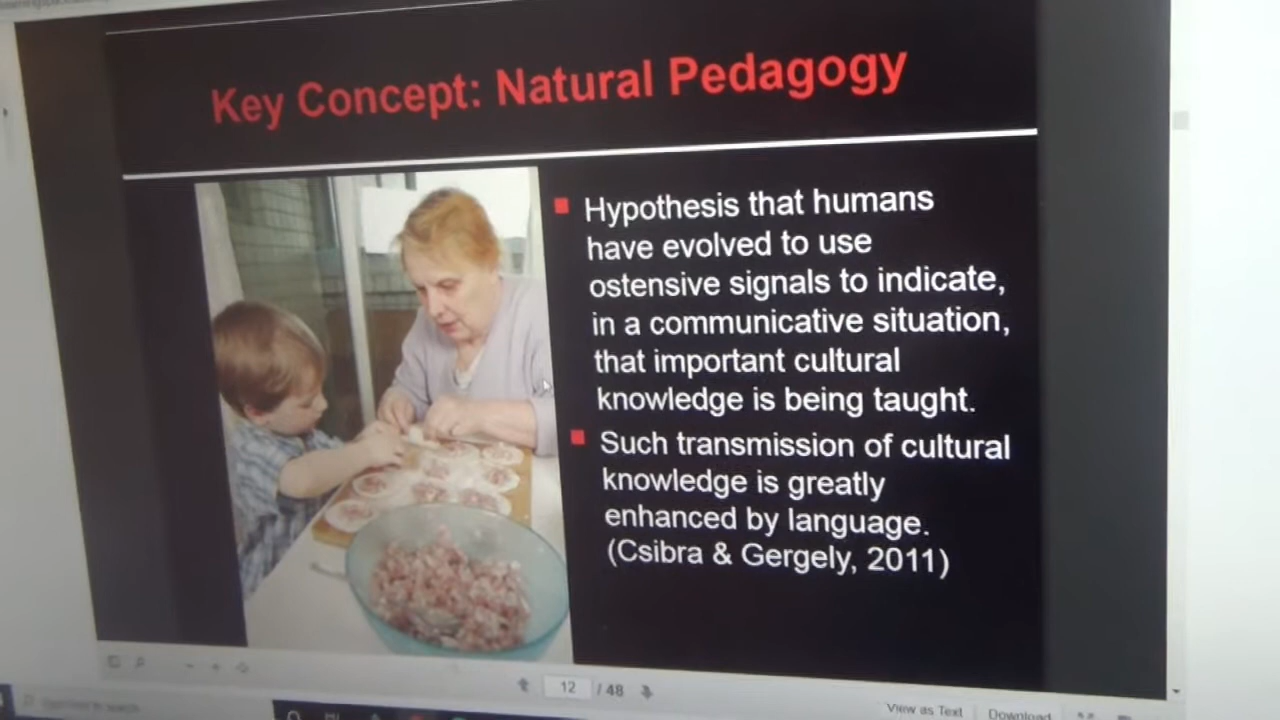 Key Concept: Natural Pedagogy
Hypothesis that humans
have evolved to use
ostensive signals to indicate,
in a communicative situation,
that important cultural
knowledge is being taught.
Such transmission of cultural
knowledge is greatly
enhanced by language.
(Csibra & Gergely, 2011)
12 / 48
View as Text Download